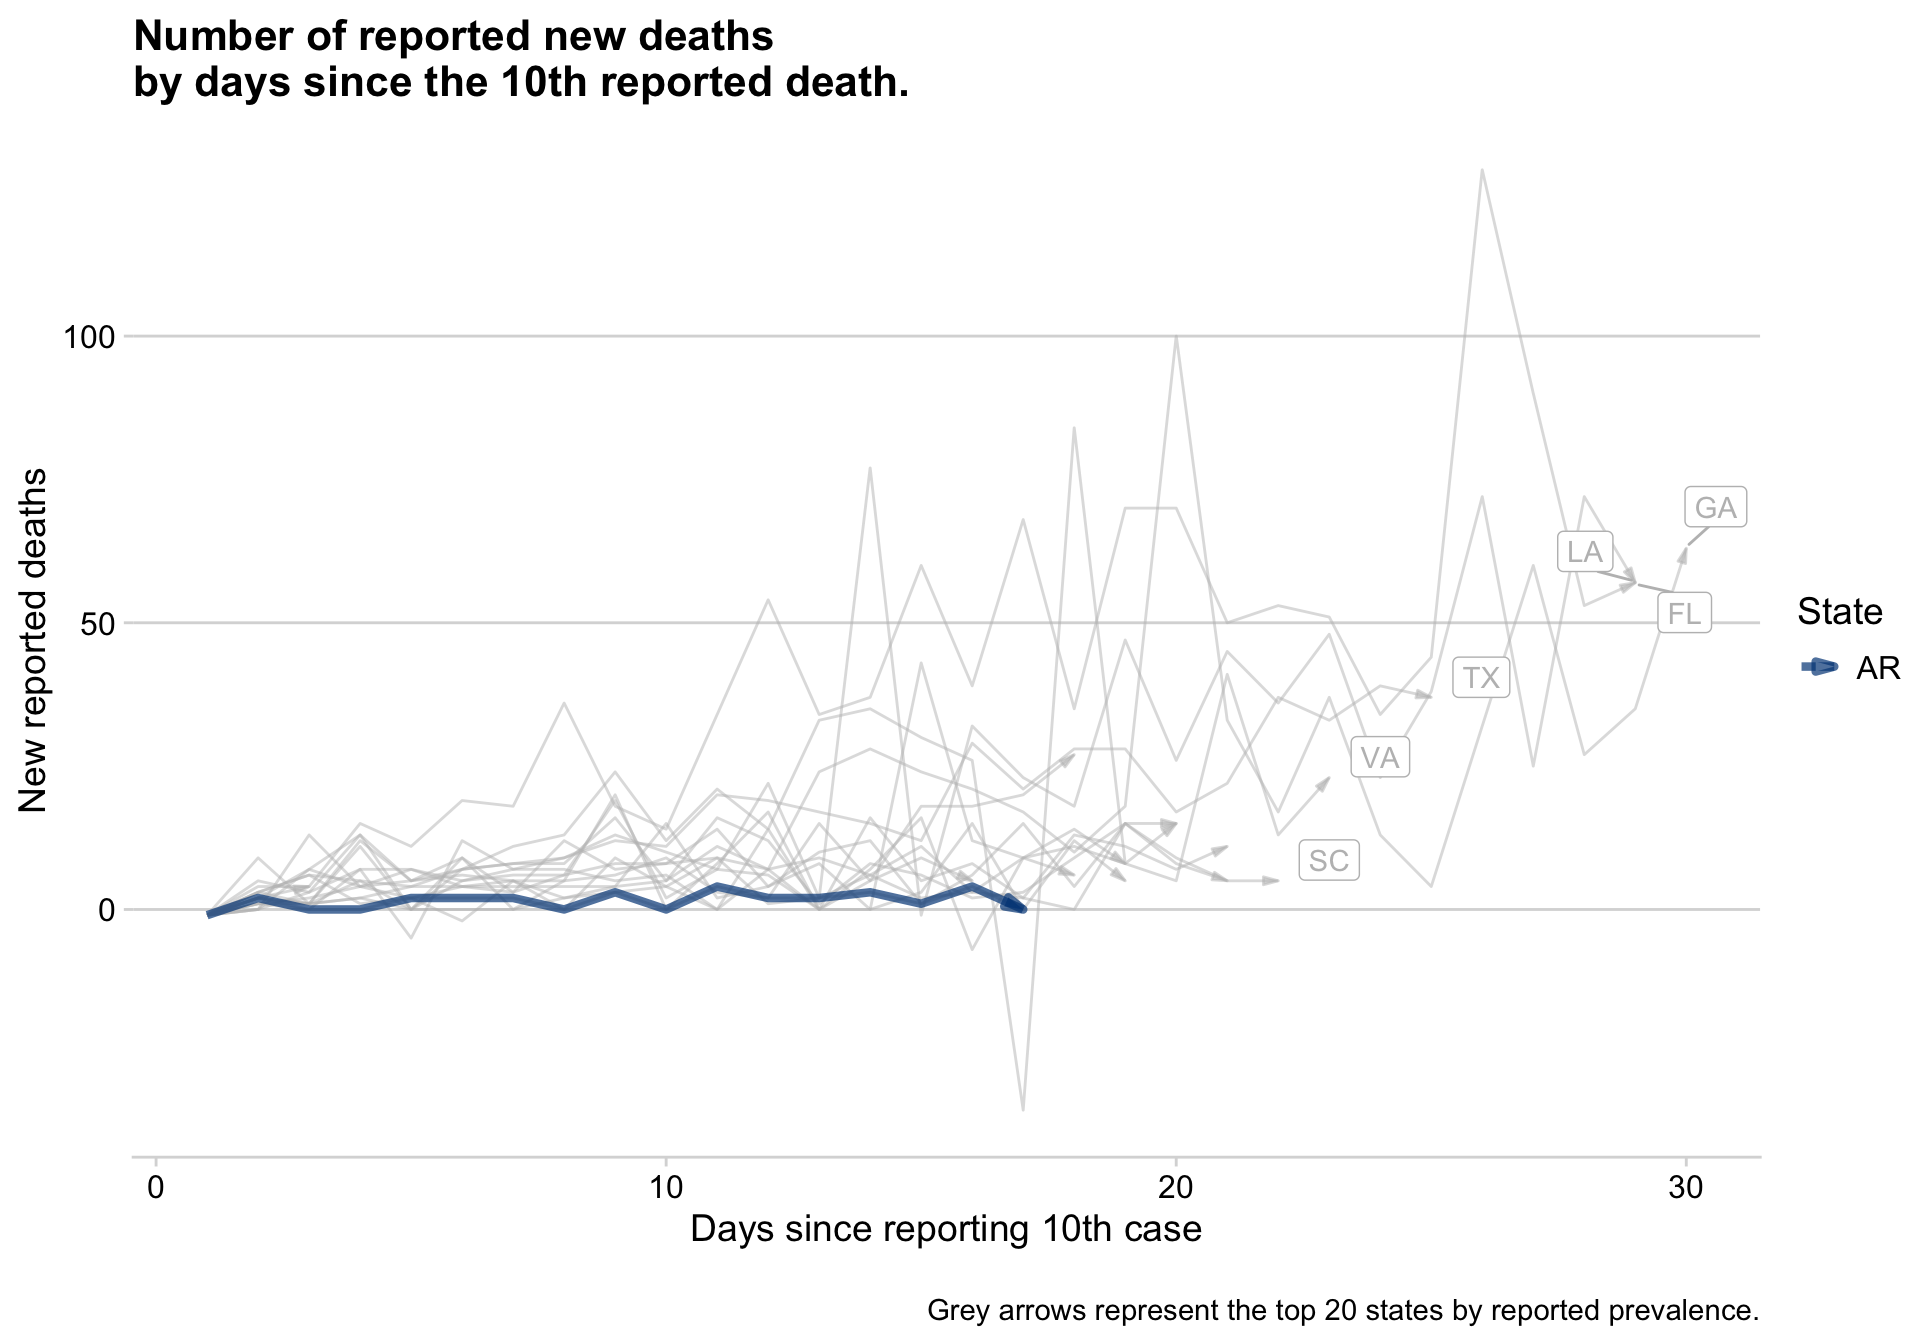 Number of reported new deaths
by days since the 10th reported death.
New reported deaths
100
50
0
GA
LA
FL
TX
VA
SC
State
AR
0
10
20
30
Days since reporting 10th case
Grey arrows represent the top 20 states by reported prevalence.